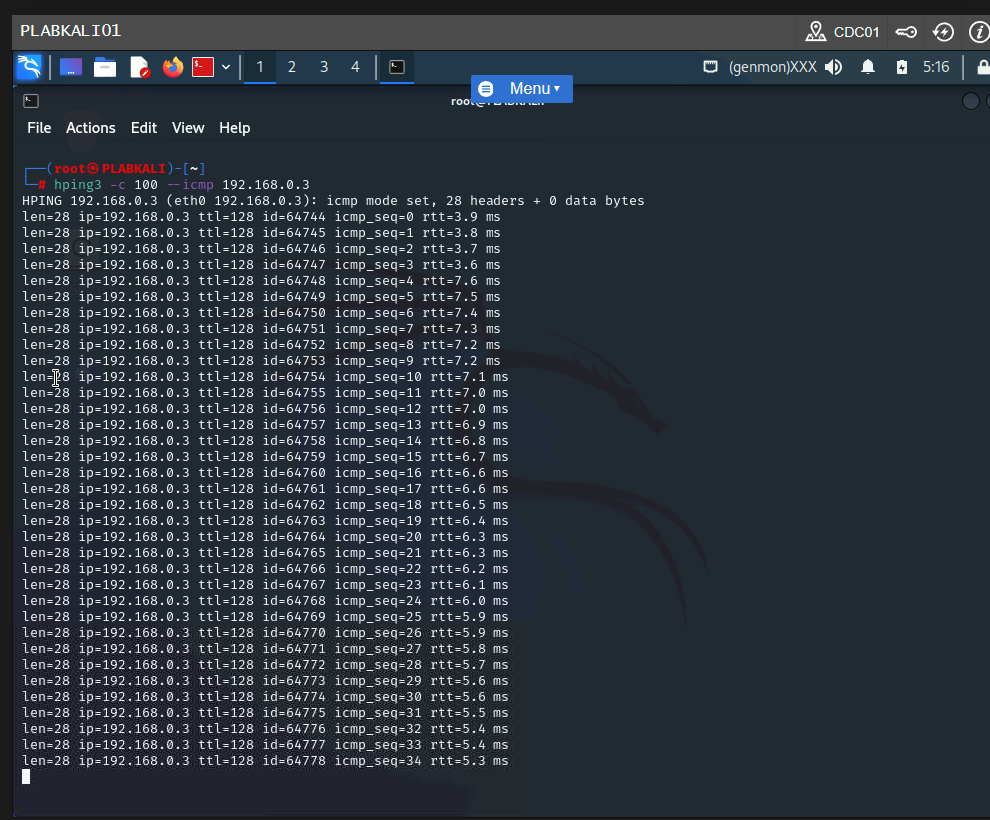 PLABKALI01
CDC01
1 2 3 4
(genmon)XXX 5:16
Menu
File Actions Edit View Help
┌──(root㉿PLABKALI)-[~]
└─# hping3 -c 100 --icmp 192.168.0.3
HPING 192.168.0.3 (eth0 192.168.0.3): icmp mode set, 28 headers + 0 data bytes
len=28 ip=192.168.0.3 ttl=128 id=64744 icmp_seq=0 rtt=3.9 ms
len=28 ip=192.168.0.3 ttl=128 id=64745 icmp_seq=1 rtt=3.8 ms
len=28 ip=192.168.0.3 ttl=128 id=64746 icmp_seq=2 rtt=3.7 ms
len=28 ip=192.168.0.3 ttl=128 id=64747 icmp_seq=3 rtt=3.6 ms
len=28 ip=192.168.0.3 ttl=128 id=64748 icmp_seq=4 rtt=7.6 ms
len=28 ip=192.168.0.3 ttl=128 id=64749 icmp_seq=5 rtt=7.5 ms
len=28 ip=192.168.0.3 ttl=128 id=64750 icmp_seq=6 rtt=7.4 ms
len=28 ip=192.168.0.3 ttl=128 id=64751 icmp_seq=7 rtt=7.3 ms
len=28 ip=192.168.0.3 ttl=128 id=64752 icmp_seq=8 rtt=7.2 ms
len=28 ip=192.168.0.3 ttl=128 id=64753 icmp_seq=9 rtt=7.2 ms
len=28 ip=192.168.0.3 ttl=128 id=64754 icmp_seq=10 rtt=7.1 ms
len=28 ip=192.168.0.3 ttl=128 id=64755 icmp_seq=11 rtt=7.0 ms
len=28 ip=192.168.0.3 ttl=128 id=64756 icmp_seq=12 rtt=7.0 ms
len=28 ip=192.168.0.3 ttl=128 id=64757 icmp_seq=13 rtt=6.9 ms
len=28 ip=192.168.0.3 ttl=128 id=64758 icmp_seq=14 rtt=6.8 ms
len=28 ip=192.168.0.3 ttl=128 id=64759 icmp_seq=15 rtt=6.7 ms
len=28 ip=192.168.0.3 ttl=128 id=64760 icmp_seq=16 rtt=6.6 ms
len=28 ip=192.168.0.3 ttl=128 id=64761 icmp_seq=17 rtt=6.6 ms
len=28 ip=192.168.0.3 ttl=128 id=64762 icmp_seq=18 rtt=6.5 ms
len=28 ip=192.168.0.3 ttl=128 id=64763 icmp_seq=19 rtt=6.4 ms
len=28 ip=192.168.0.3 ttl=128 id=64764 icmp_seq=20 rtt=6.3 ms
len=28 ip=192.168.0.3 ttl=128 id=64765 icmp_seq=21 rtt=6.3 ms
len=28 ip=192.168.0.3 ttl=128 id=64766 icmp_seq=22 rtt=6.2 ms
len=28 ip=192.168.0.3 ttl=128 id=64767 icmp_seq=23 rtt=6.1 ms
len=28 ip=192.168.0.3 ttl=128 id=64768 icmp_seq=24 rtt=6.0 ms
len=28 ip=192.168.0.3 ttl=128 id=64769 icmp_seq=25 rtt=5.9 ms
len=28 ip=192.168.0.3 ttl=128 id=64770 icmp_seq=26 rtt=5.9 ms
len=28 ip=192.168.0.3 ttl=128 id=64771 icmp_seq=27 rtt=5.8 ms
len=28 ip=192.168.0.3 ttl=128 id=64772 icmp_seq=28 rtt=5.7 ms
len=28 ip=192.168.0.3 ttl=128 id=64773 icmp_seq=29 rtt=5.6 ms
len=28 ip=192.168.0.3 ttl=128 id=64774 icmp_seq=30 rtt=5.6 ms
len=28 ip=192.168.0.3 ttl=128 id=64775 icmp_seq=31 rtt=5.5 ms
len=28 ip=192.168.0.3 ttl=128 id=64776 icmp_seq=32 rtt=5.4 ms
len=28 ip=192.168.0.3 ttl=128 id=64777 icmp_seq=33 rtt=5.4 ms
len=28 ip=192.168.0.3 ttl=128 id=64778 icmp_seq=34 rtt=5.3 ms